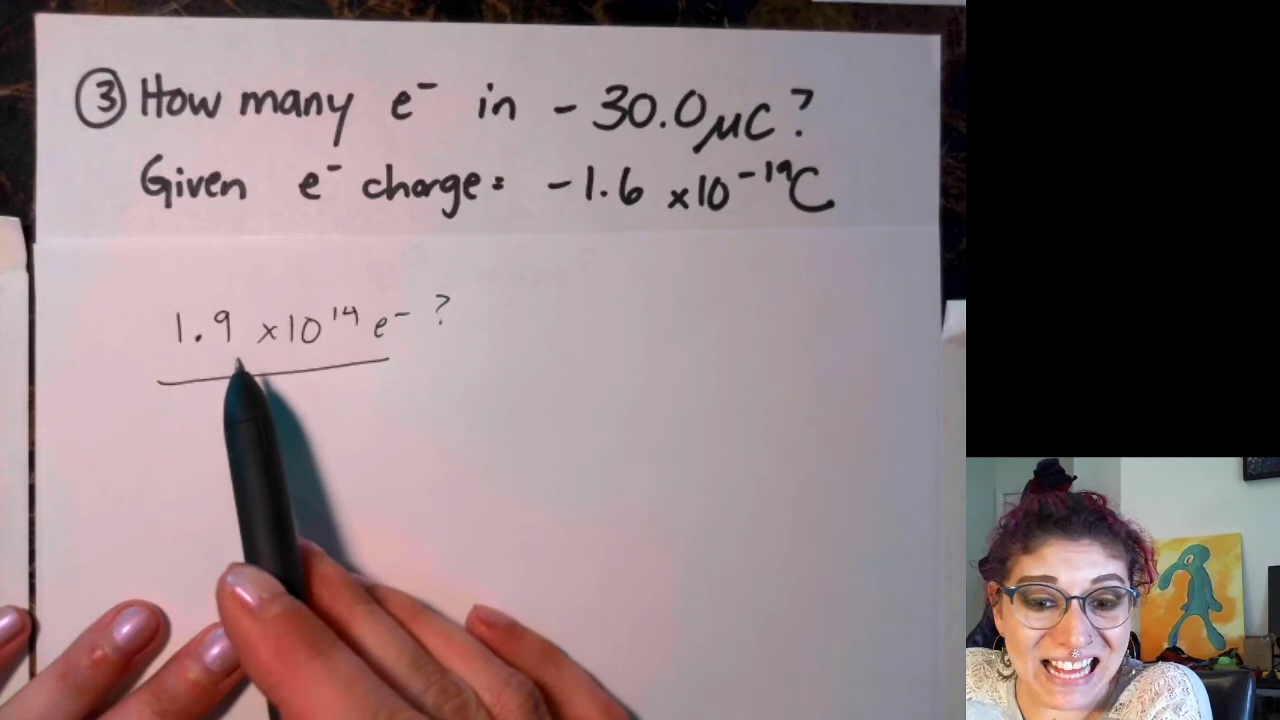 ③ How many e⁻ in - 30.0 μC?
Given e⁻ charge = -1.6 x10⁻¹⁹C
1.9 x10¹⁴ e⁻ ?